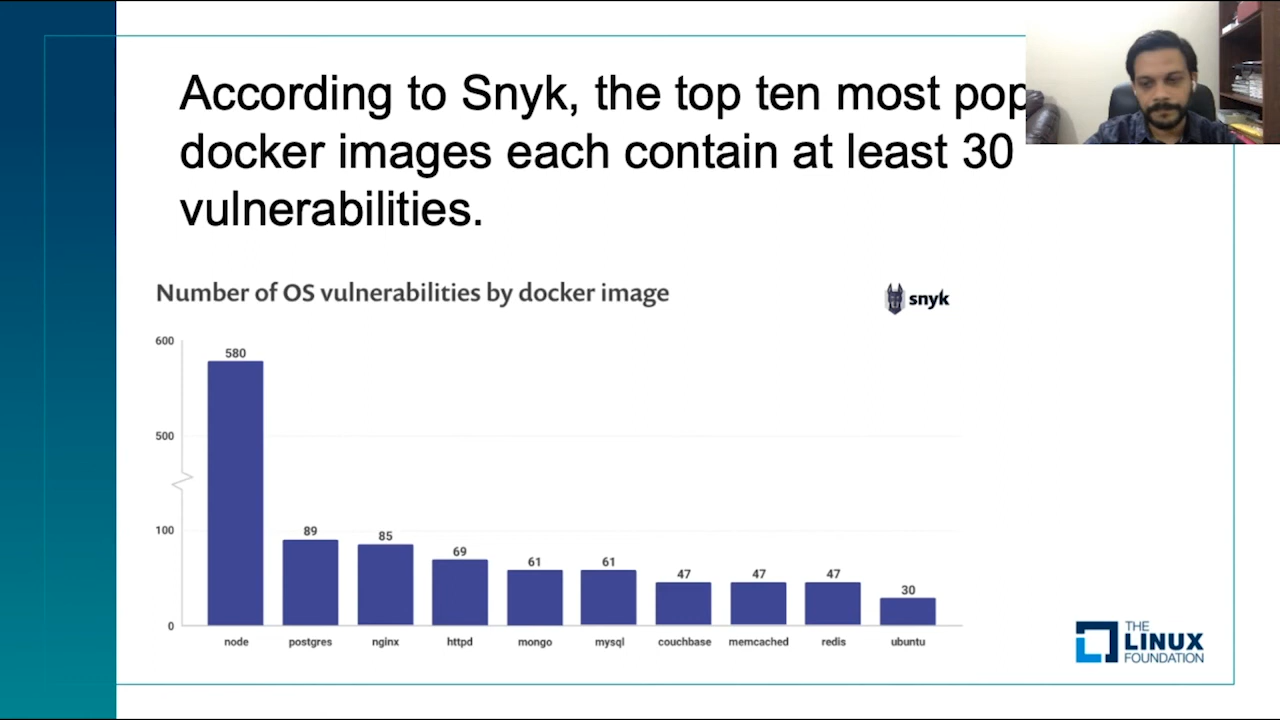 According to Snyk, the top ten most pop
docker images each contain at least 30
vulnerabilities.
Number of OS vulnerabilities by docker image
snyk
600
580
500
100
89
85
69
61
61
47
47
47
30
0
node postgres nginx httpd mongo mysql couchbase memcached redis ubuntu
THE
LINUX
FOUNDATION